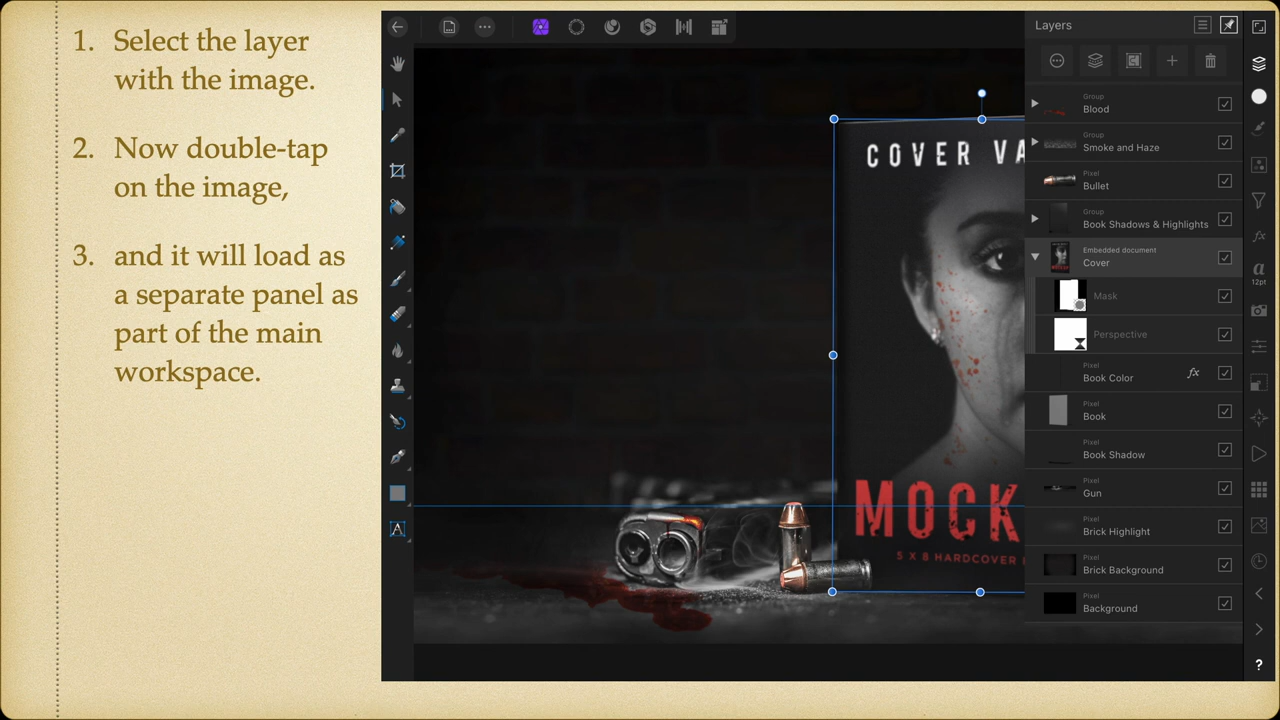 1. Select the layer
with the image.
2. Now double-tap
on the image,
3. and it will load as
a separate panel as
part of the main
workspace.
Layers
Group
Blood
Group
Smoke and Haze
Pixel
Bullet
Group
Book Shadows & Highlights
Embedded document
Cover
Mask
Perspective
Pixel
Book Color
fx
Pixel
Book
Pixel
Book Shadow
Pixel
Gun
Pixel
Brick Highlight
Pixel
Brick Background
Pixel
Background
fx
a
12pt
?
A
COVER VA
MOCK
5 X 8 HARDCOVER